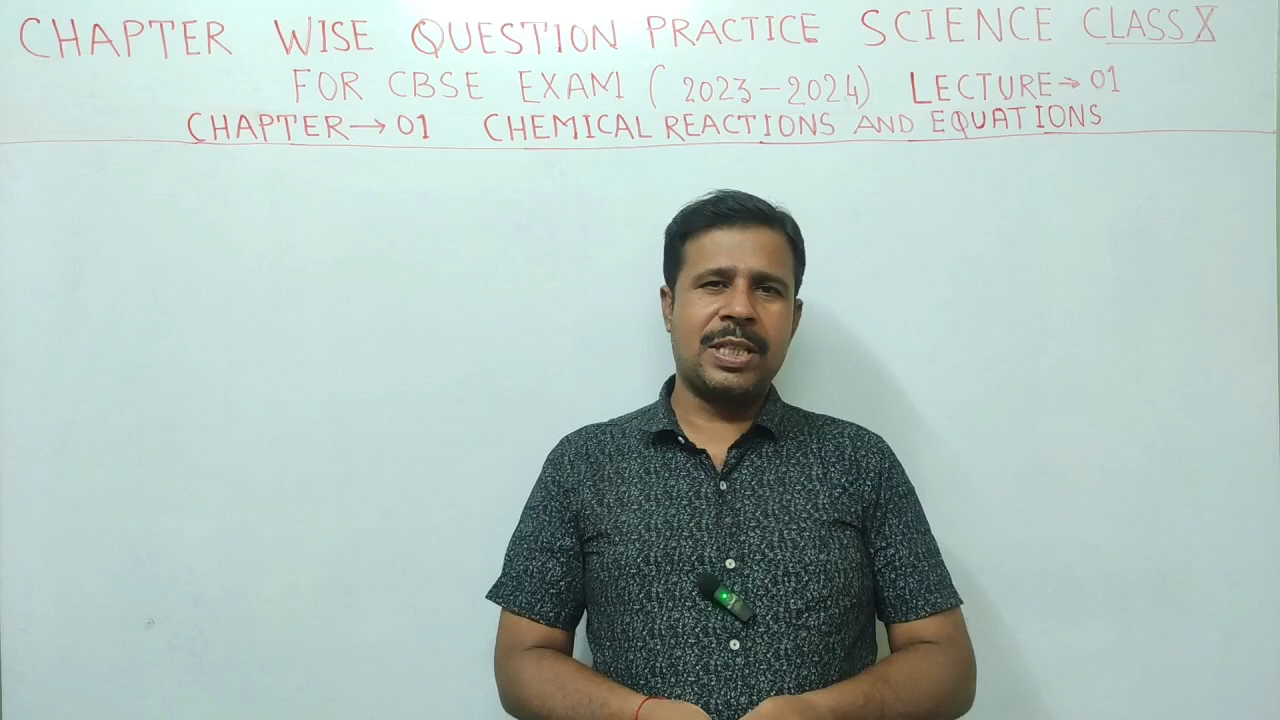 CHAPTER WISE QUESTION PRACTICE SCIENCE CLASS X
FOR CBSE EXAM (2023-2024) LECTURE→01
CHAPTER→01 CHEMICAL REACTIONS AND EQUATIONS